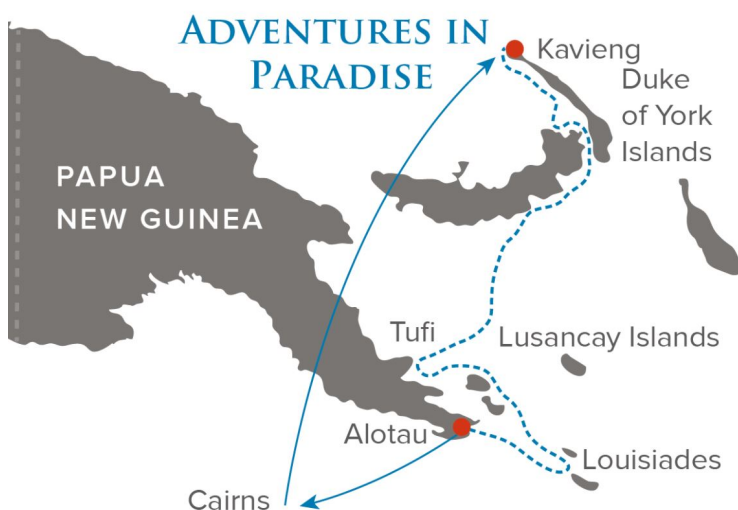 ADVENTURES IN
PARADISE
Kavieng
Duke
of York
Islands
PAPUA
NEW GUINEA
Tufi
Lusancay Islands
Alotau
Louisiades
Cairns